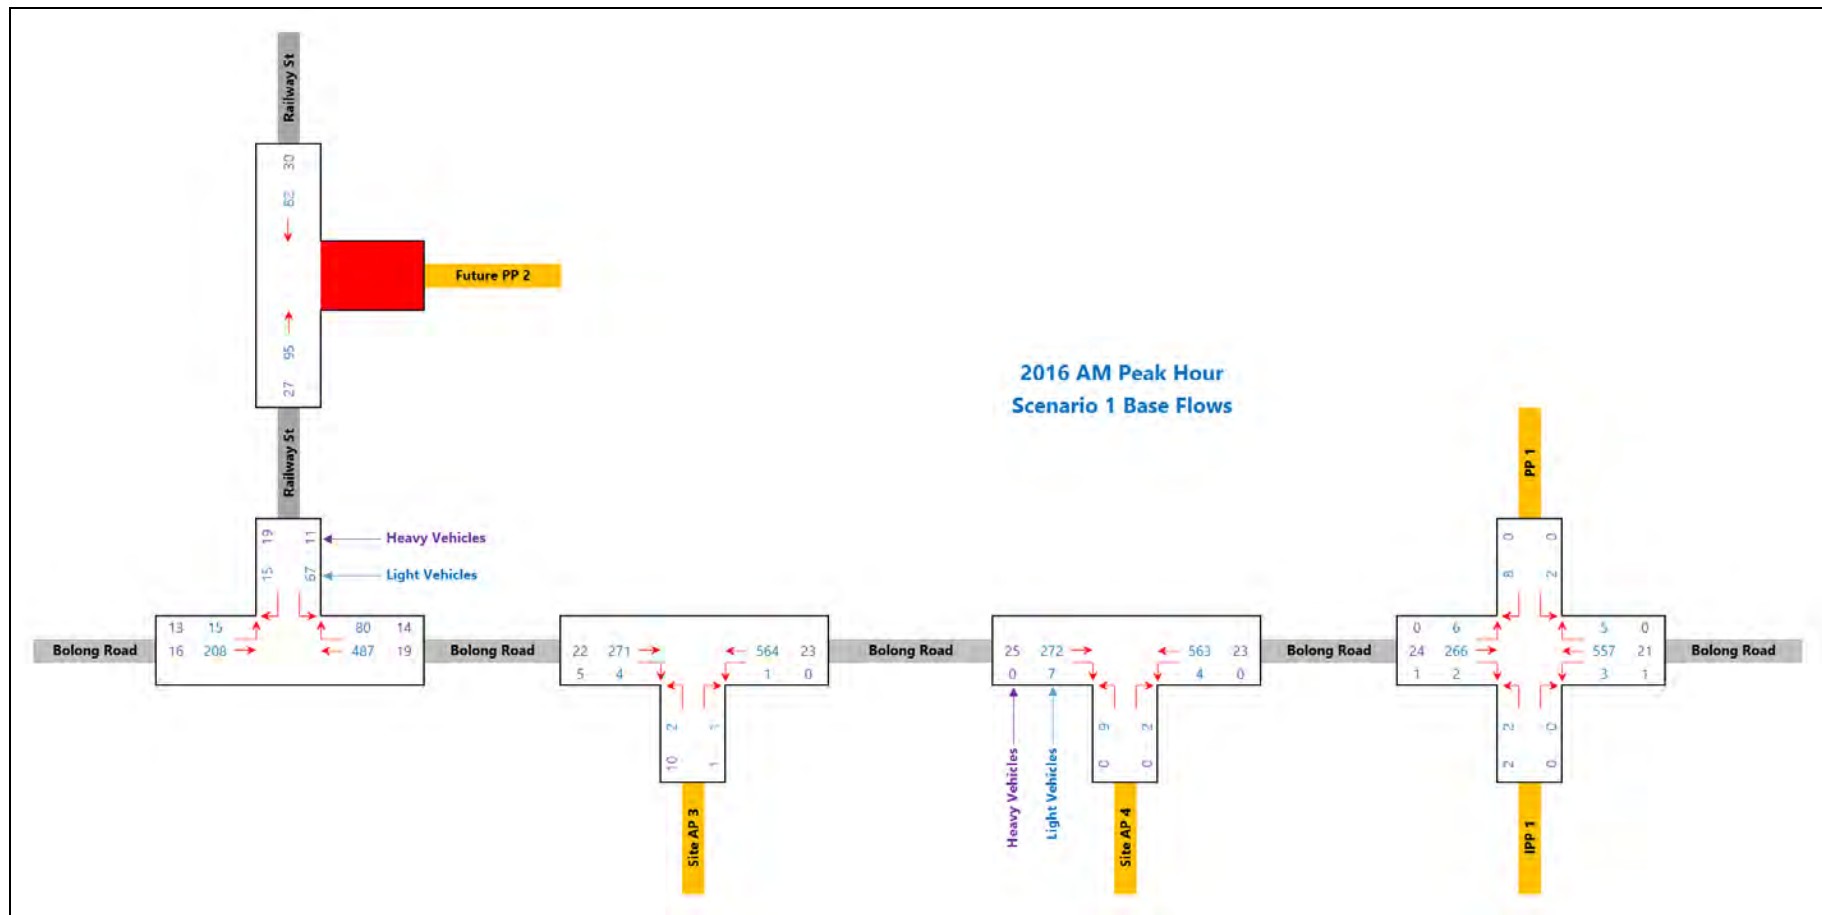 Railway St
30
82
Future PP 2
95
27
2016 AM Peak Hour
Scenario 1 Base Flows
Railway St
PP 1
19 11
Heavy Vehicles
15 67
Light Vehicles
0 0
8 2
Bolong Road
13 15 80 14
16 208 487 19
Bolong Road
22 271 564 23
5 4 1 0
Bolong Road
25 272 563 23
0 7 4 0
Bolong Road
0 6 5 0
24 266 557 21
1 2 3 1
Bolong Road
2 1
10 1
Site AP 3
Heavy Vehicles
Light Vehicles
9 2
0 0
Site AP 4
2 0
2 0
IPP 1